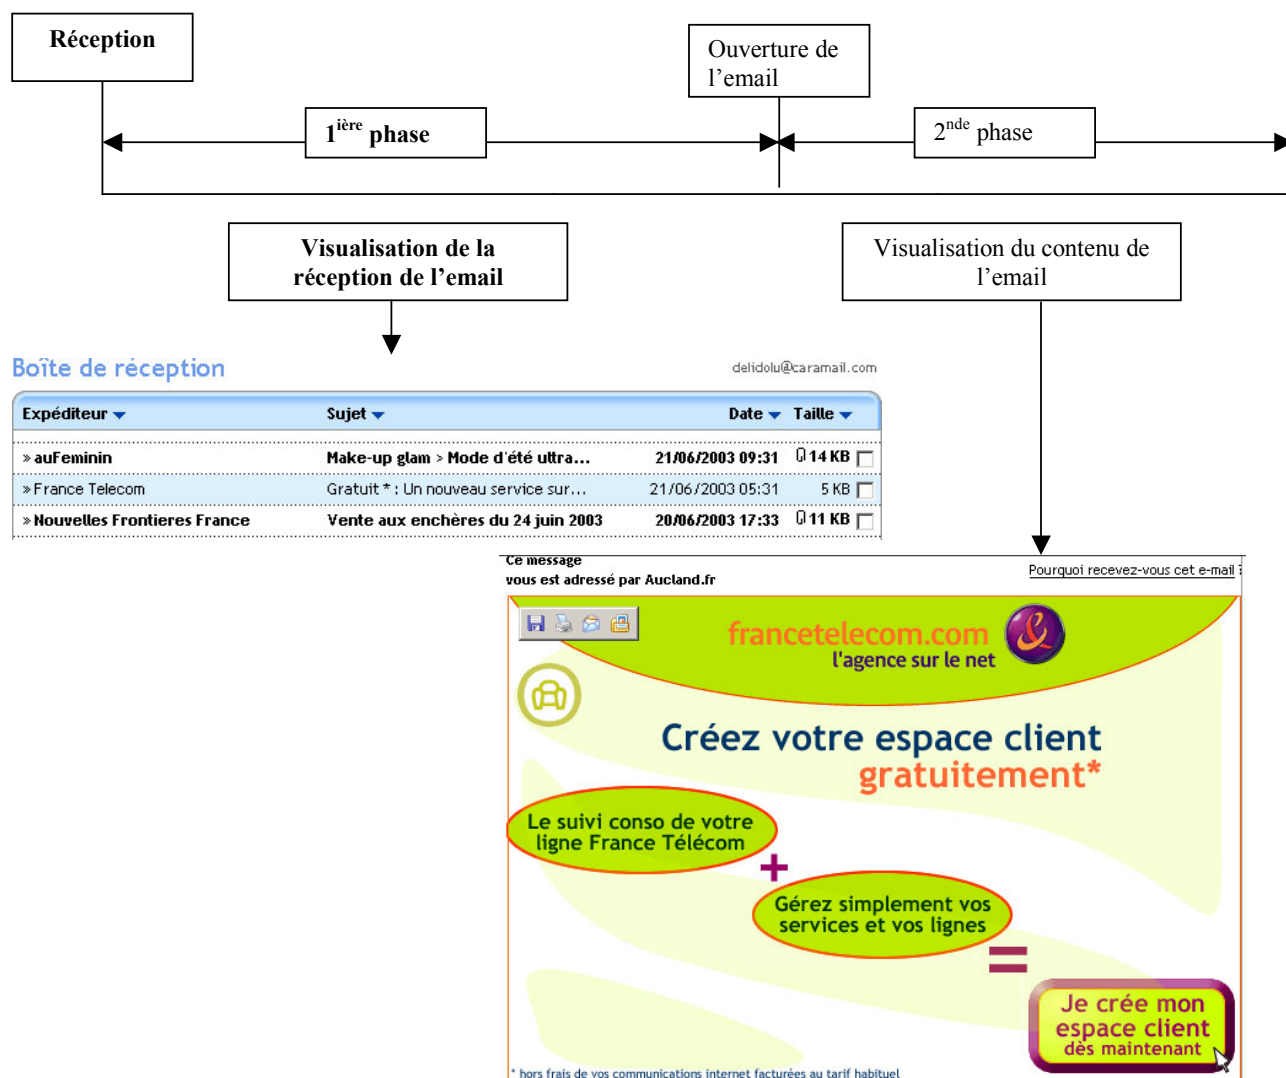 Réception
Ouverture de
l’email
1ière phase
2nde phase
Visualisation de la
réception de l’email
Visualisation du contenu de
l’email
Boîte de réception
delidolu@caramail.com
Expéditeur Sujet Date Taille
» auFeminin Make-up glam > Mode d'été ultra... 21/06/2003 09:31 14 KB
» France Telecom Gratuit * : Un nouveau service sur... 21/06/2003 05:31 5 KB
» Nouvelles Frontieres France Vente aux enchères du 24 juin 2003 20/06/2003 17:33 11 KB
Ce message
vous est adressé par Aucland.fr
Pourquoi recevez-vous cet e-mail ?
francetelecom.com
l'agence sur le net
&
Créez votre espace client
gratuitement*
Le suivi conso de votre
ligne France Télécom
+
Gérez simplement vos
services et vos lignes
=
Je crée mon
espace client
dès maintenant
* hors frais de vos communications internet facturées au tarif habituel